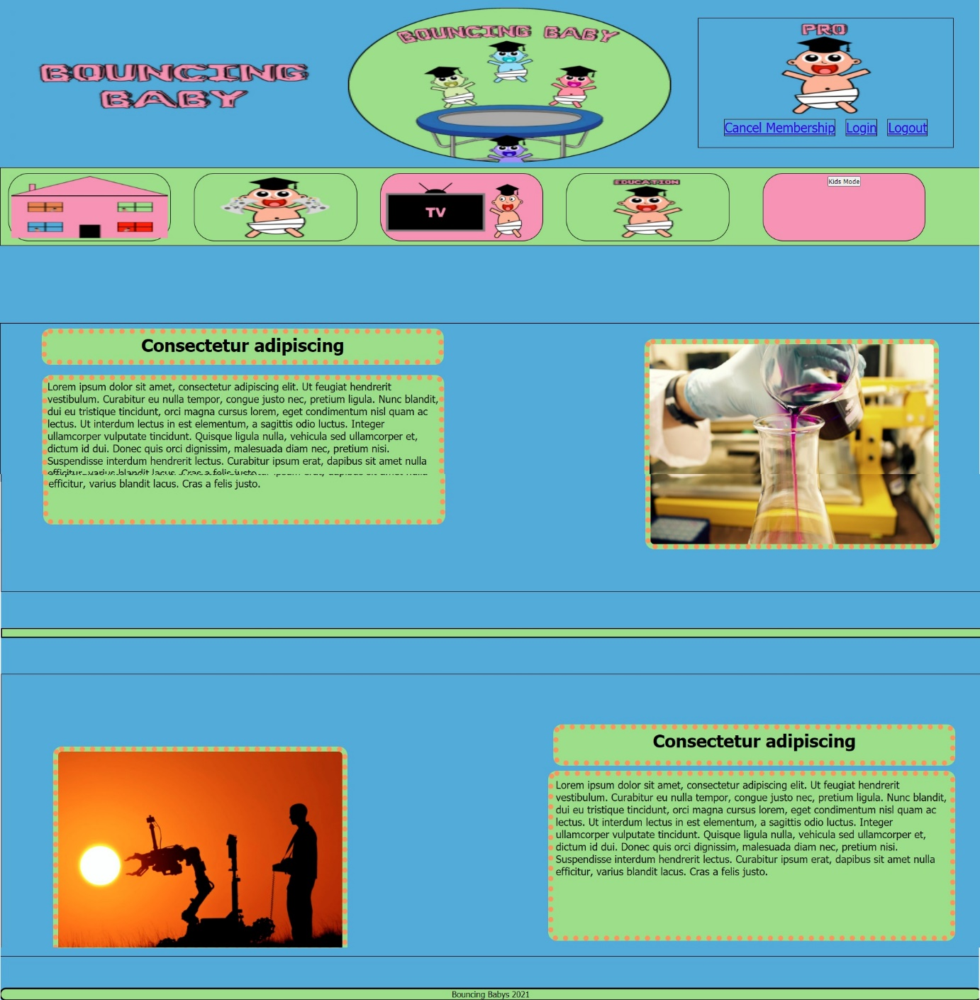 BOUNCING
BABY
BOUNCING BABY
PRO
Cancel Membership Login Logout
TV
EDUCATION
Kids Mode
Consectetur adipiscing
Lorem ipsum dolor sit amet, consectetur adipiscing elit. Ut feugiat hendrerit
vestibulum. Curabitur eu nulla tempor, congue justo nec, pretium ligula. Nunc blandit,
dui eu tristique tincidunt, orci magna cursus lorem, eget condimentum nisl quam ac
lectus. Ut interdum lectus in est elementum, a sagittis odio luctus. Integer
ullamcorper vulputate tincidunt. Quisque ligula nulla, vehicula sed ullamcorper et,
dictum id dui. Donec quis orci dignissim, malesuada diam nec, pretium nisi.
Suspendisse interdum hendrerit lectus. Curabitur ipsum erat, dapibus sit amet nulla
efficitur, varius blandit lacus. Cras a felis justo.
Consectetur adipiscing
Lorem ipsum dolor sit amet, consectetur adipiscing elit. Ut feugiat hendrerit
vestibulum. Curabitur eu nulla tempor, congue justo nec, pretium ligula. Nunc blandit,
dui eu tristique tincidunt, orci magna cursus lorem, eget condimentum nisl quam ac
lectus. Ut interdum lectus in est elementum, a sagittis odio luctus. Integer
ullamcorper vulputate tincidunt. Quisque ligula nulla, vehicula sed ullamcorper et,
dictum id dui. Donec quis orci dignissim, malesuada diam nec, pretium nisi.
Suspendisse interdum hendrerit lectus. Curabitur ipsum erat, dapibus sit amet nulla
efficitur, varius blandit lacus. Cras a felis justo.
Bouncing Babys 2021